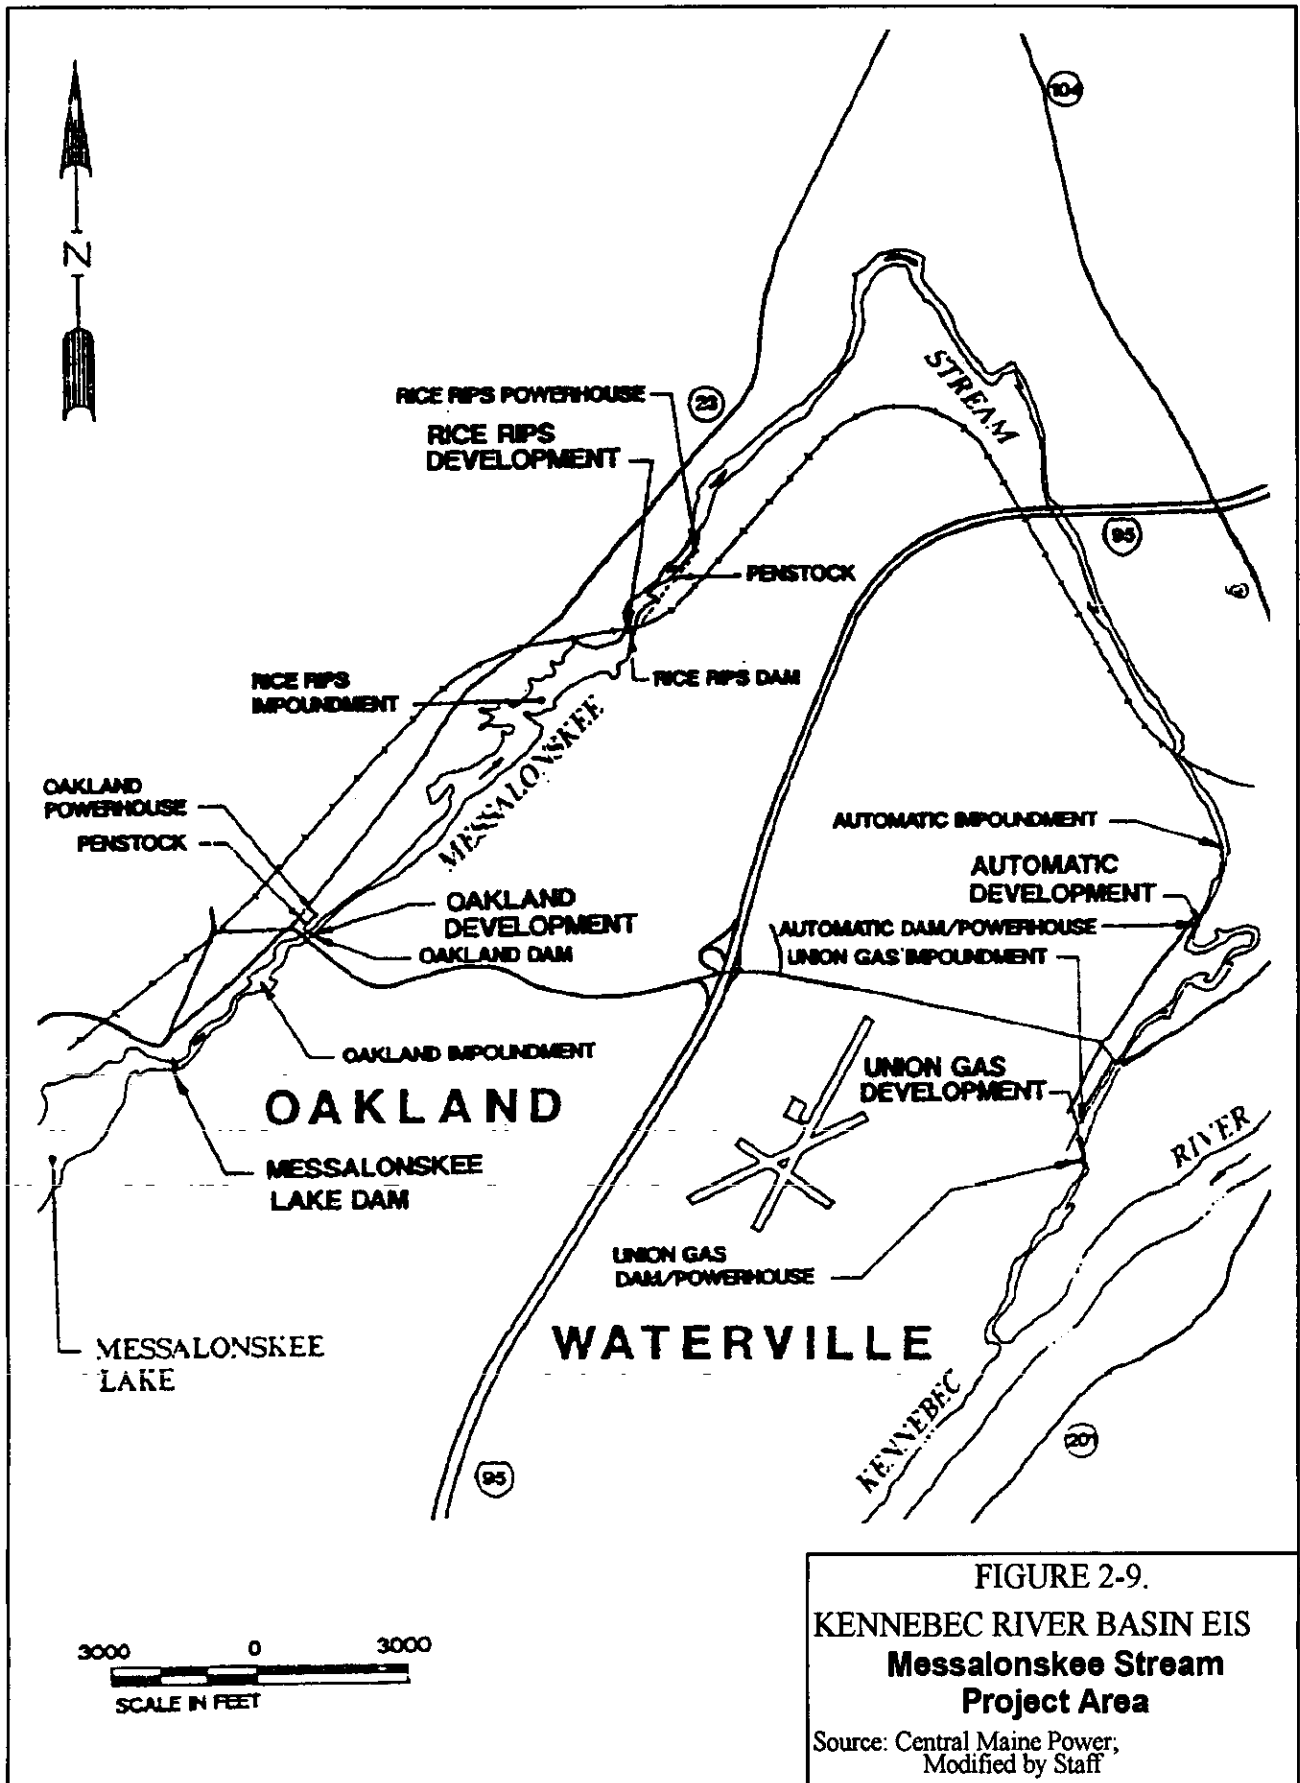 104
N
STREAM
RICE RIPS POWERHOUSE
23
RICE RIPS
DEVELOPMENT
95
PENSTOCK
RICE RIPS DAM
RICE RIPS
IMPOUNDMENT
MESSALONSKEE
OAKLAND
POWERHOUSE
PENSTOCK
AUTOMATIC IMPOUNDMENT
AUTOMATIC
DEVELOPMENT
OAKLAND
DEVELOPMENT
OAKLAND DAM
AUTOMATIC DAM/POWERHOUSE
UNION GAS IMPOUNDMENT
OAKLAND IMPOUNDMENT
UNION GAS
DEVELOPMENT
OAKLAND
RIVER
MESSALONSKEE
LAKE DAM
UNION GAS
DAM/POWERHOUSE
WATERVILLE
MESSALONSKEE
LAKE
KENNEBEC
201
95
3000 0 3000
SCALE IN FEET
FIGURE 2-9.
KENNEBEC RIVER BASIN EIS
Messalonskee Stream
Project Area
Source: Central Maine Power;
Modified by Staff